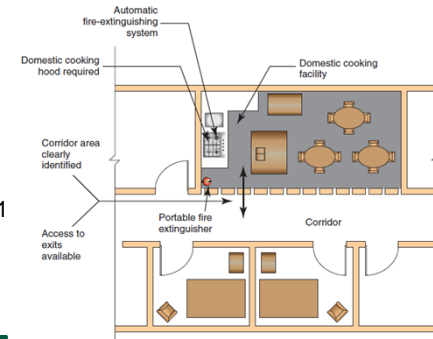 Automatic
fire-extinguishing
system
Domestic cooking
hood required
Domestic cooking
facility
Corridor area
clearly
identified
1
Access to
exits
available
Portable fire
extinguisher
Corridor